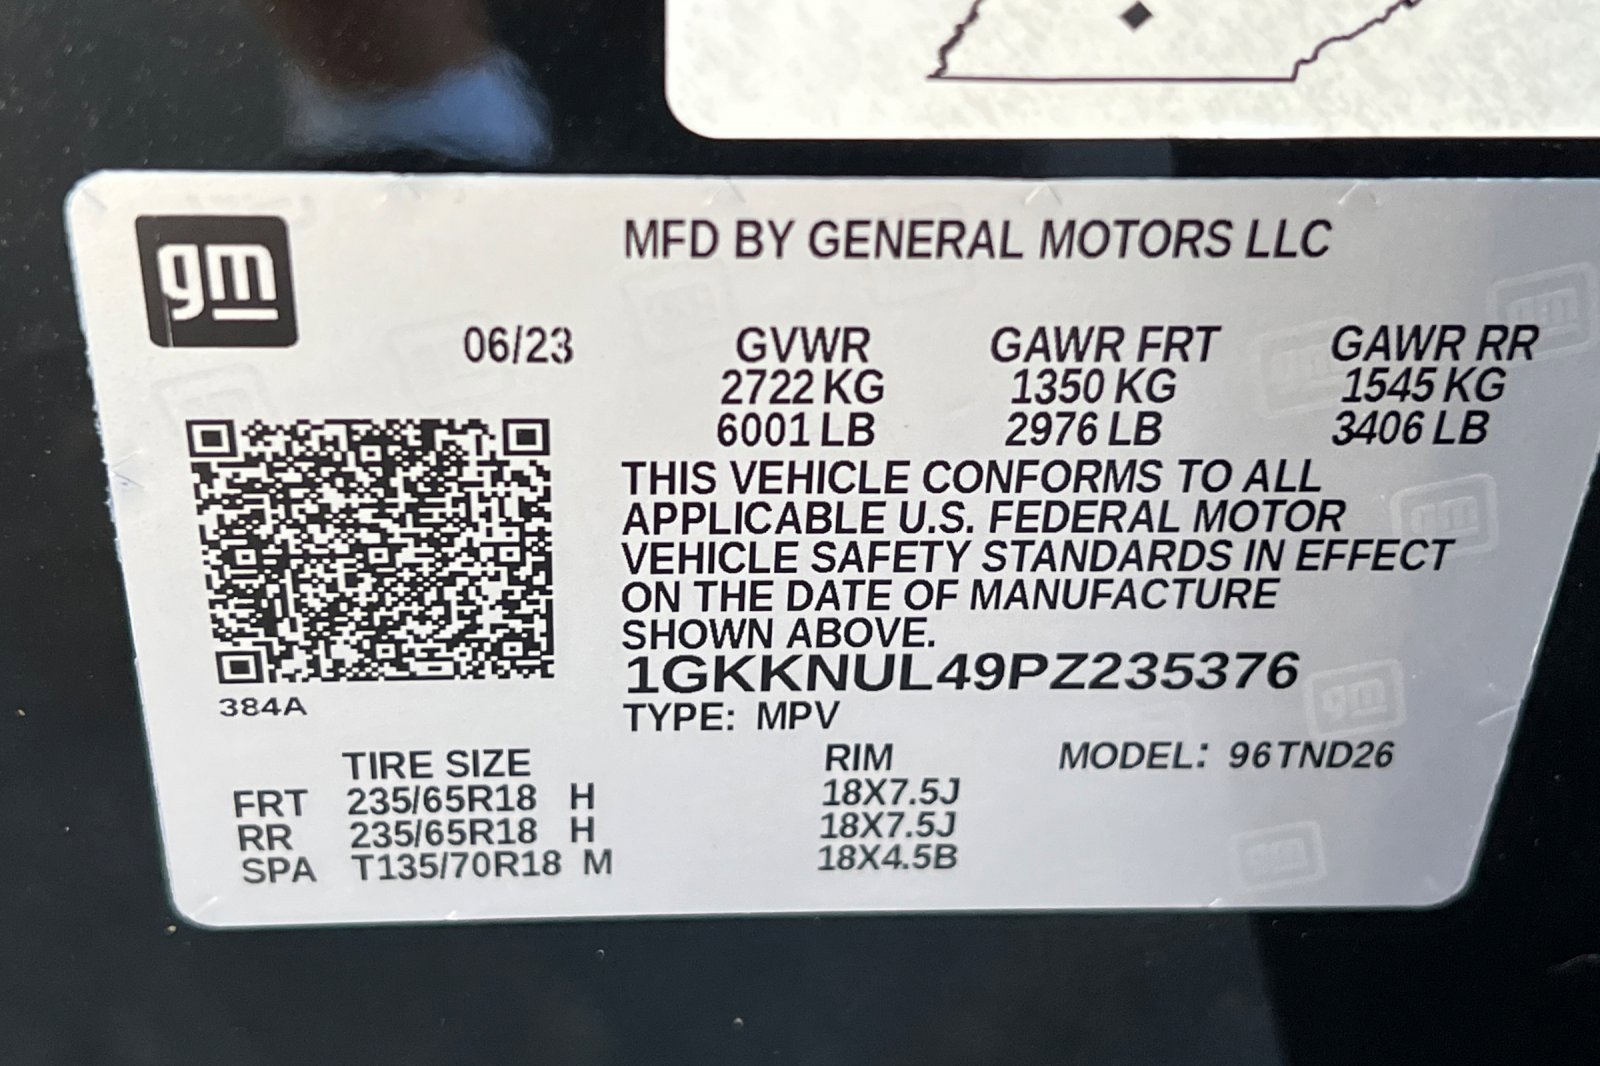 gm
MFD BY GENERAL MOTORS LLC
06/23 GVWR GAWR FRT GAWR RR
2722 KG 1350 KG 1545 KG
6001 LB 2976 LB 3406 LB
THIS VEHICLE CONFORMS TO ALL
APPLICABLE U.S. FEDERAL MOTOR
VEHICLE SAFETY STANDARDS IN EFFECT
ON THE DATE OF MANUFACTURE
SHOWN ABOVE.
1GKKNUL49PZ235376
384A
TYPE: MPV
TIRE SIZE RIM MODEL: 96TND26
FRT 235/65R18 H 18X7.5J
RR 235/65R18 H 18X7.5J
SPA T135/70R18 M 18X4.5B